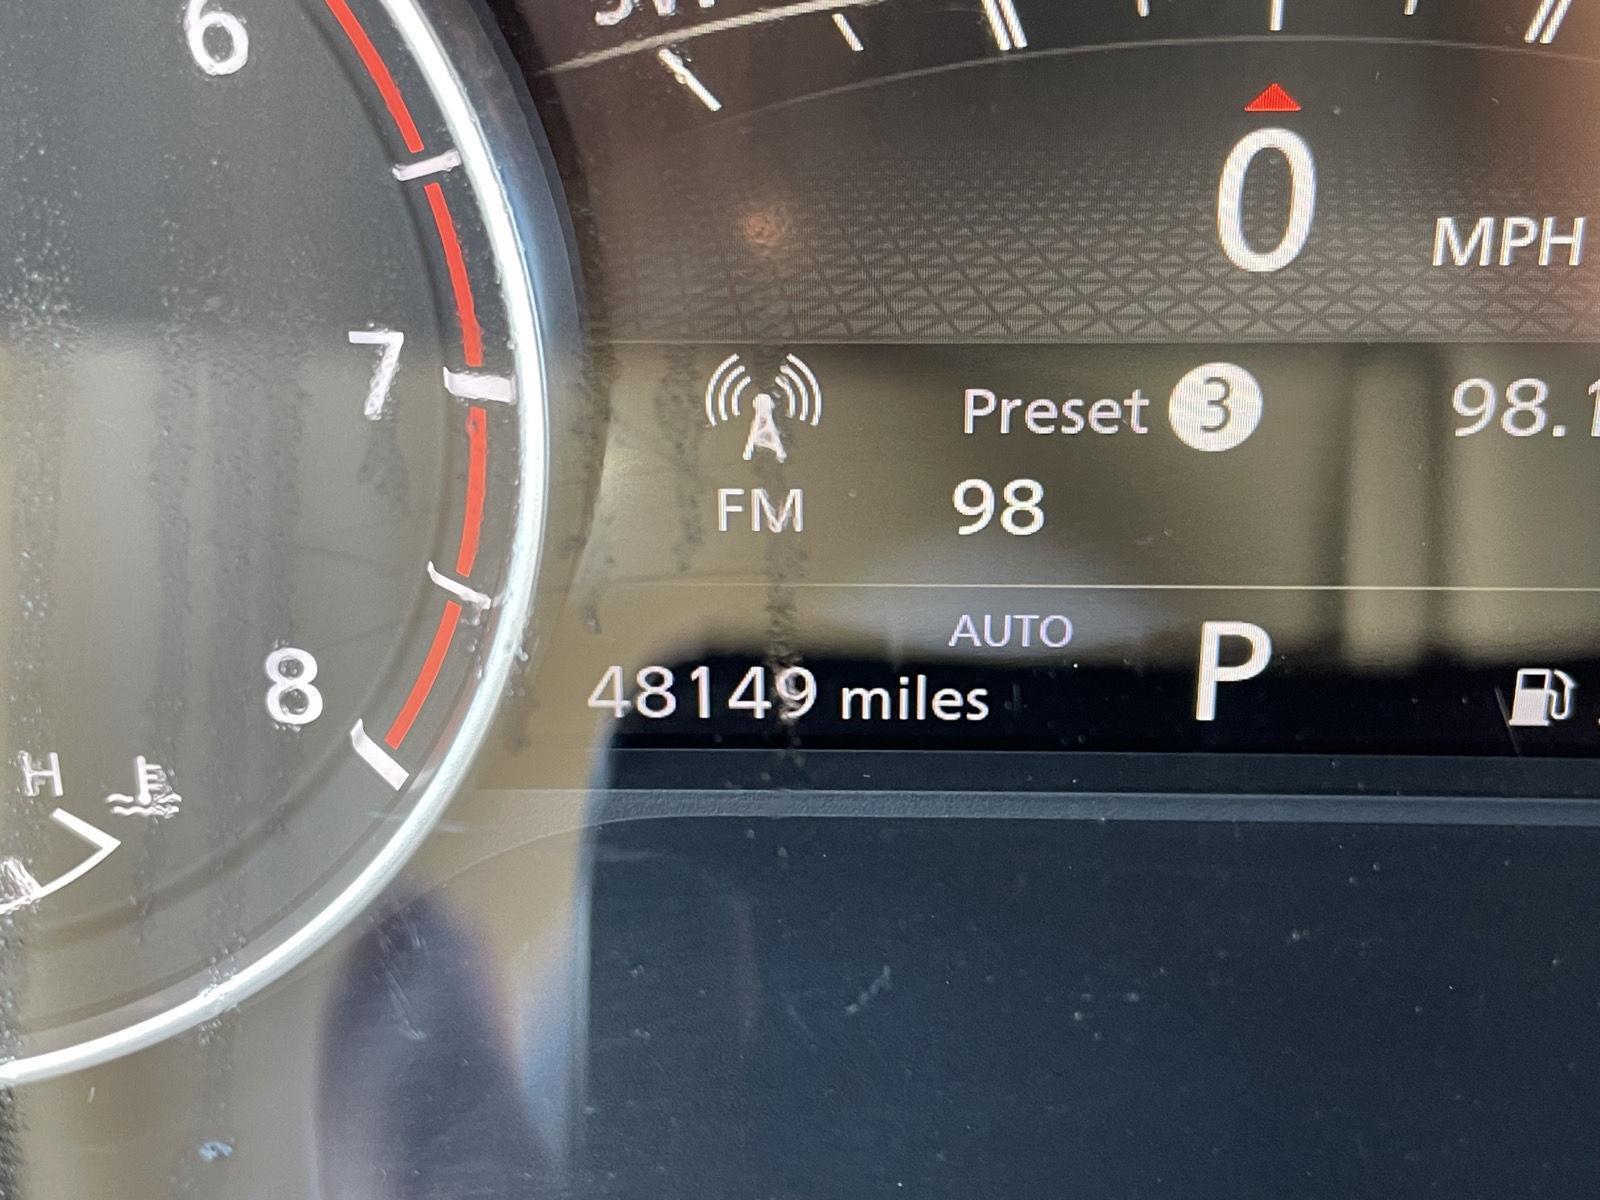 6
0
MPH
7
Preset 3 98.1
FM
98
AUTO
8
48149 miles
P
H